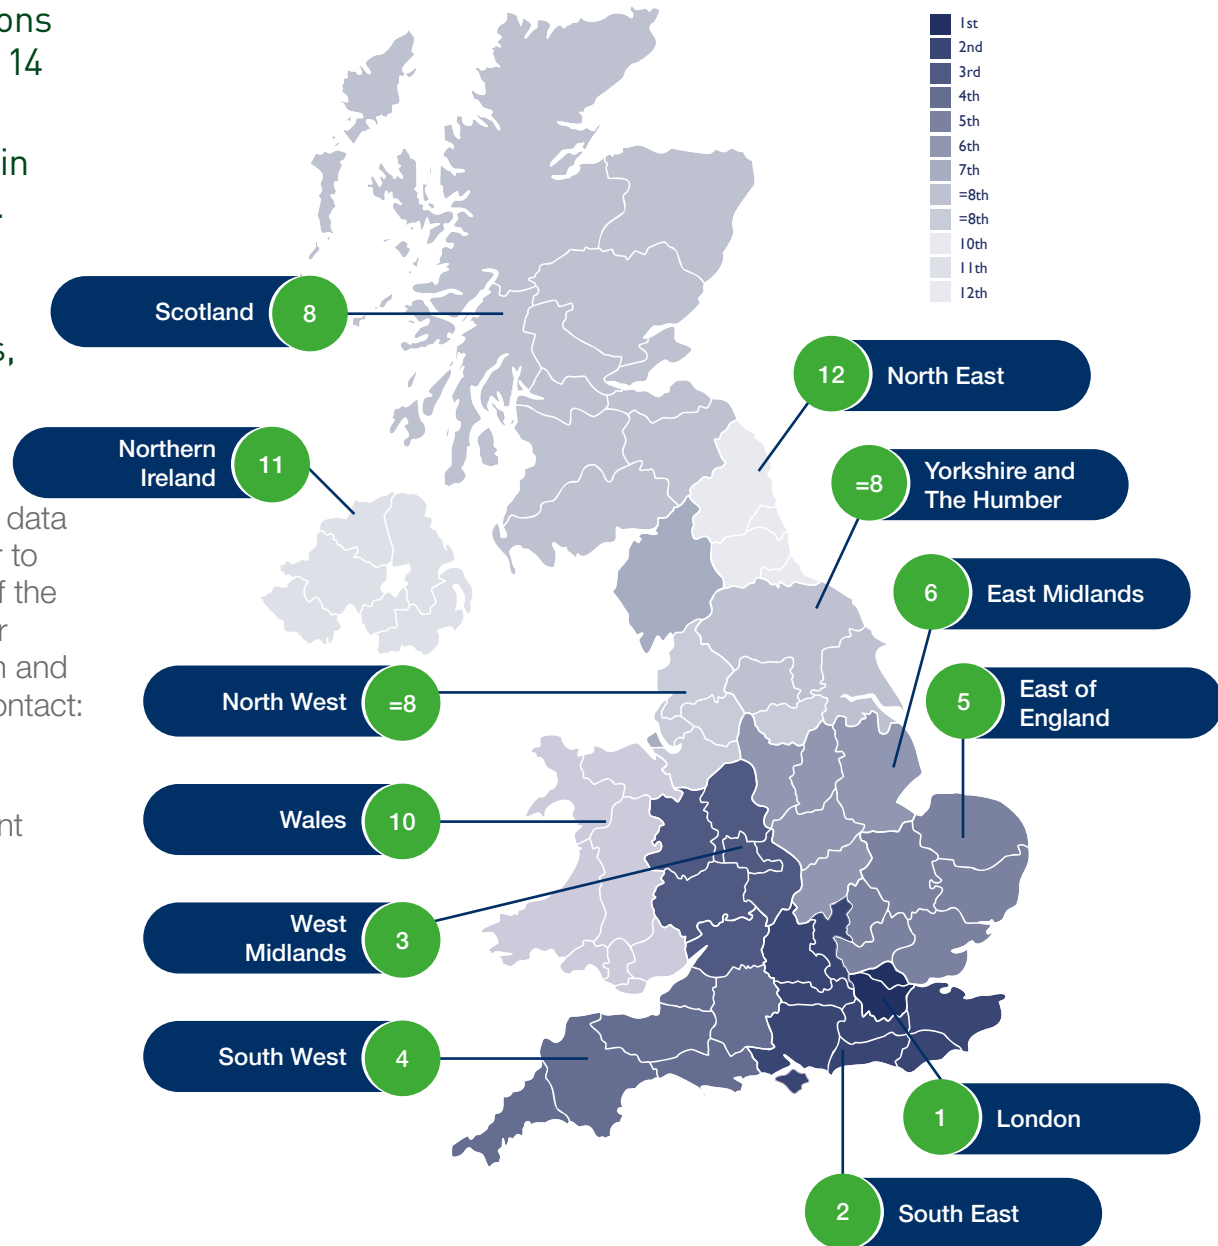 ons
14
in
.
s,
data
r to
f the
r
n and
ontact:
nt
1st
2nd
3rd
4th
5th
6th
7th
=8th
=8th
10th
11th
12th
Scotland
8
12
North East
Northern
Ireland
11
=8
Yorkshire and
The Humber
6
East Midlands
North West
=8
5
East of
England
Wales
10
West
Midlands
3
South West
4
1
London
2
South East